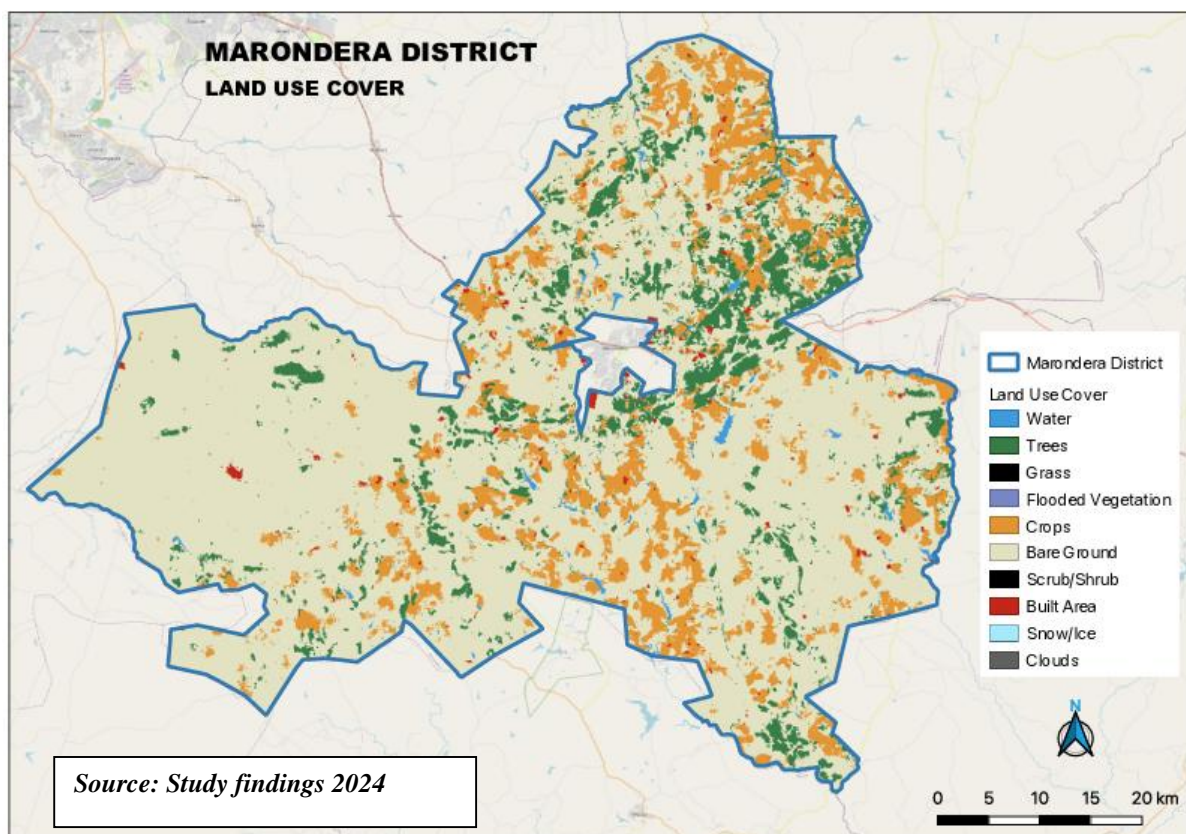 MARONDERA DISTRICT
LAND USE COVER
Marondera District
Land Use Cover
Water
Trees
Grass
Flooded Vegetation
Crops
Bare Ground
Scrub/Shrub
Built Area
Snow/Ice
Clouds
N
Source: Study findings 2024
0 5 10 15 20 km